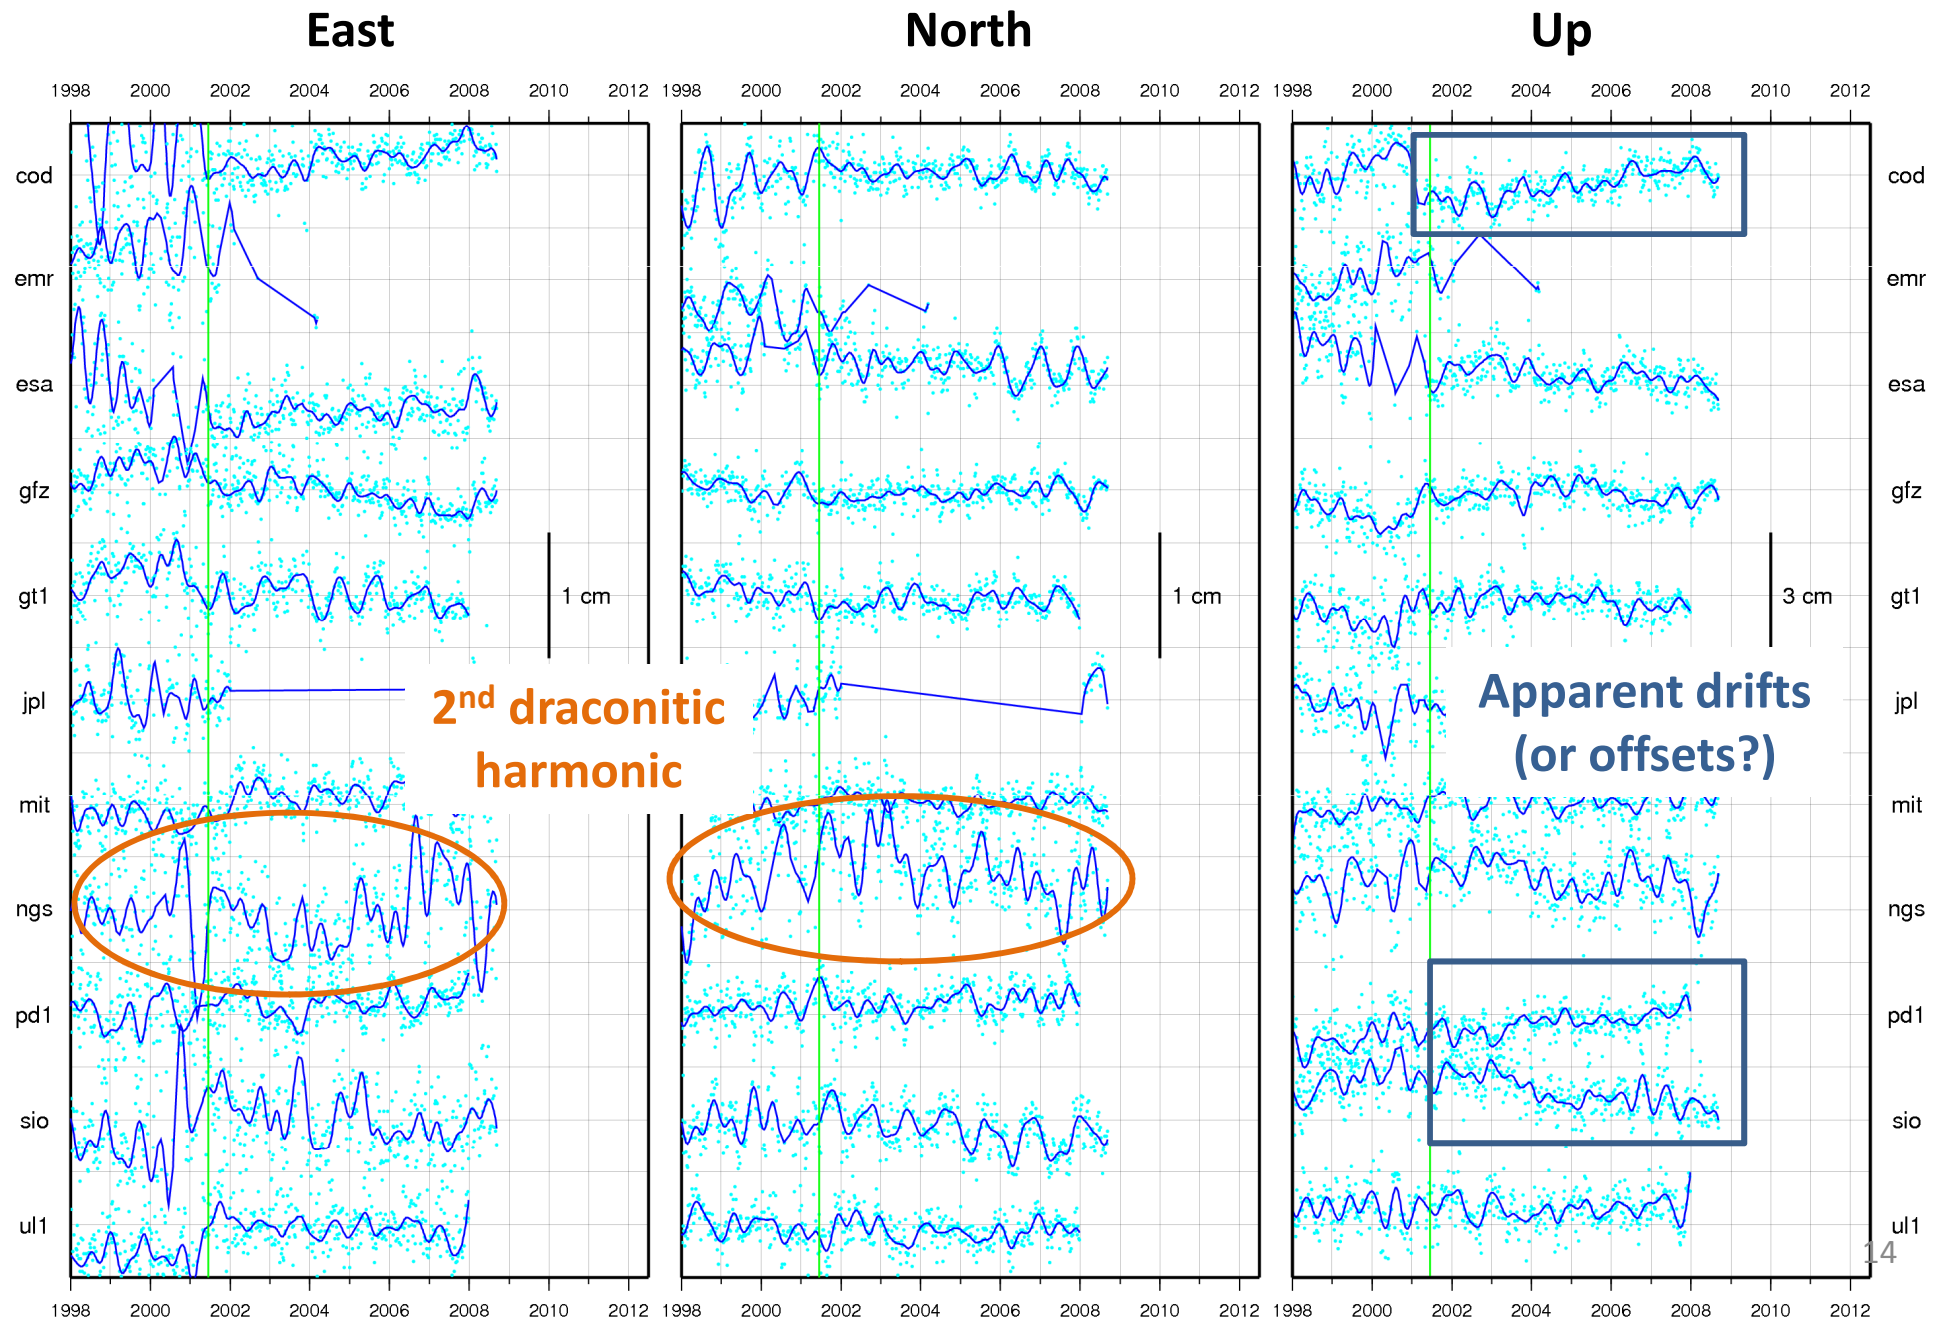 East North Up
1998 2000 2002 2004 2006 2008 2010 2012 1998 2000 2002 2004 2006 2008 2010 2012 1998 2000 2002 2004 2006 2008 2010 2012
cod cod
emr emr
esa esa
gfz gfz
gt1 1 cm 1 cm 3 cm gt1
jpl jpl
2nd draconitic
harmonic
Apparent drifts
(or offsets?)
mit mit
ngs ngs
pd1 pd1
sio sio
ul1 ul1
14
1998 2000 2002 2004 2006 2008 2010 2012 1998 2000 2002 2004 2006 2008 2010 2012 1998 2000 2002 2004 2006 2008 2010 2012